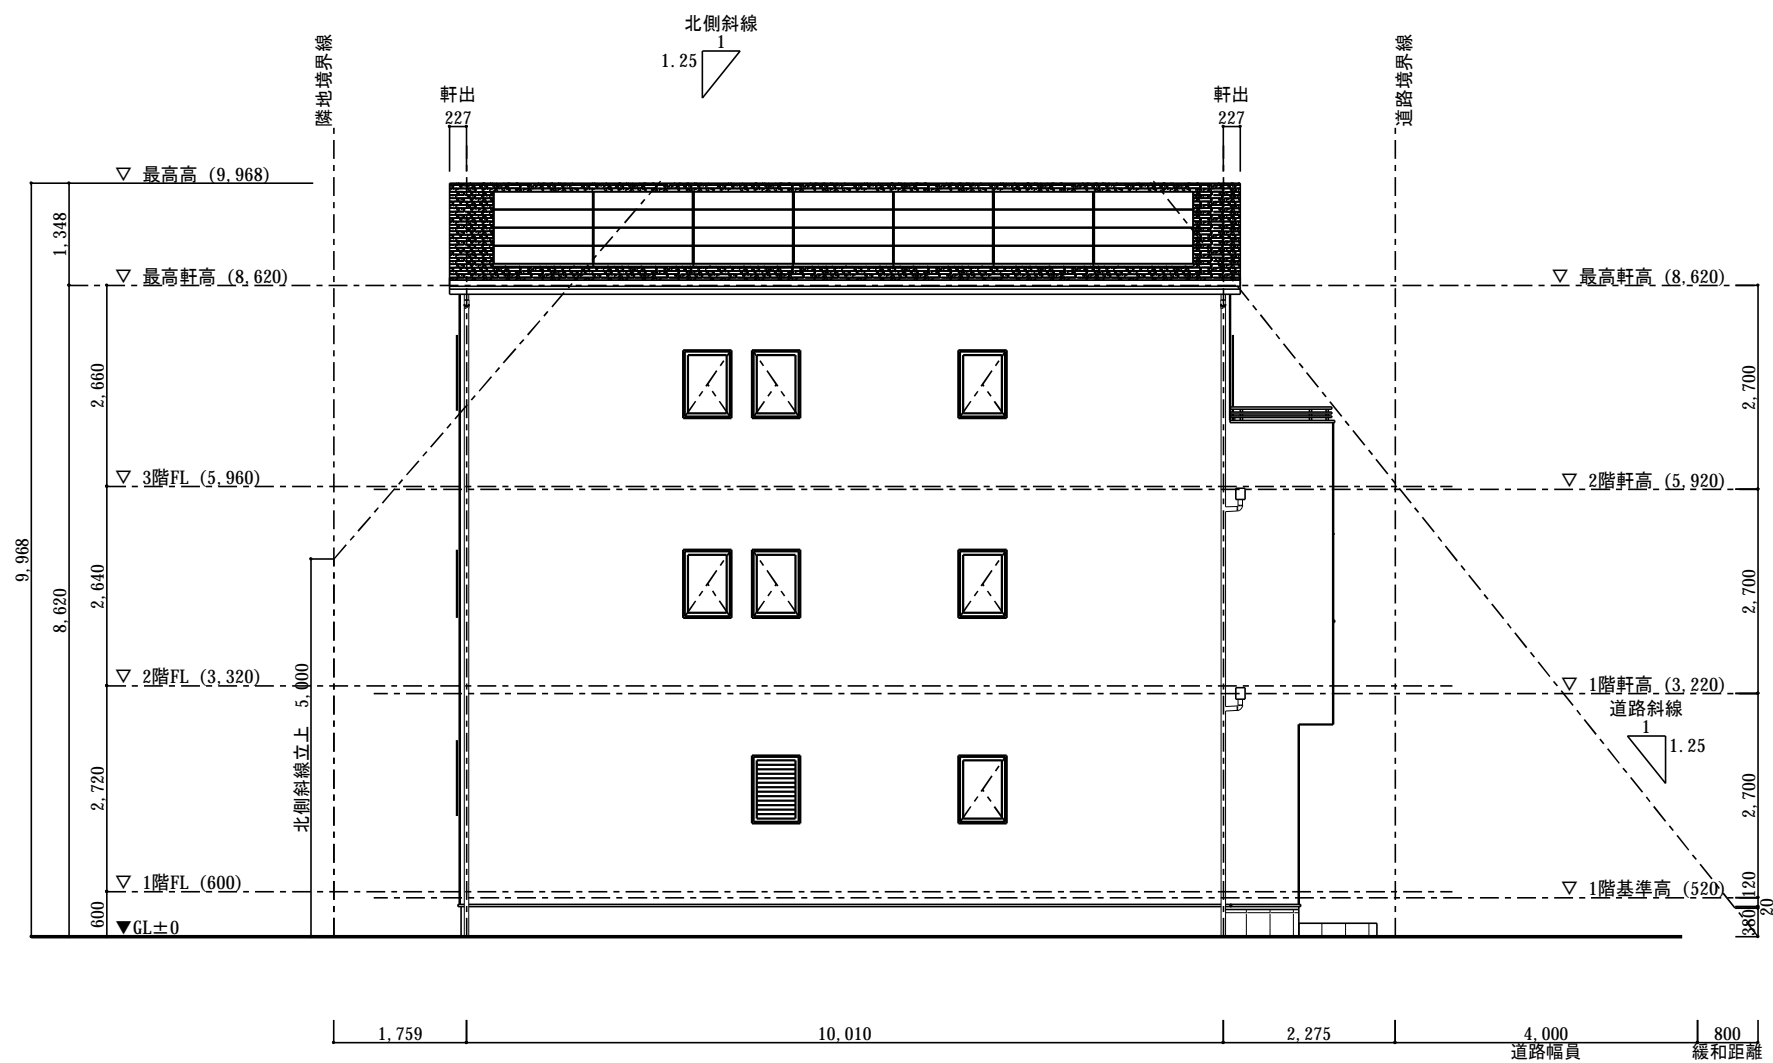 北側斜線
1
1.25
隣地境界線
道路境界線
軒出
227
軒出
227
▽ 最高高 (9,968)
1,348
▽ 最高軒高 (8,620)
▽ 最高軒高 (8,620)
2,660
2,700
▽ 3階FL (5,960)
▽ 2階軒高 (5,920)
9,968
8,620
2,640
2,700
▽ 2階FL (3,320)
▽ 1階軒高 (3,220)
北側斜線立上 5,000
道路斜線
1
1.25
2,720
2,700
▽ 1階FL (600)
▽ 1階基準高 (520)
120
20
380
600
▼GL±0
1,759
10,010
2,275
4,000
道路幅員
800
緩和距離